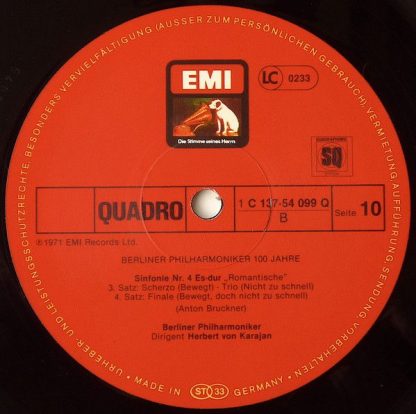 URHEBER- UND LEISTUNGSSCHUTZRECHTE, BESONDERS VERVIELFÄLTIGUNG (AUSSER ZUM PERSÖNLICHEN GEBRAUCH), VERMIETUNG, AUFFÜHRUNG, SENDUNG VORBEHALTEN ·
EMI
Die Stimme seines Herrn
LC 0233
SQ
QUADRO
1 C 137-54 099 Q
B
Seite 10
℗1971 EMI Records Ltd.
BERLINER PHILHARMONIKER 100 JAHRE
Sinfonie Nr. 4 Es-dur „Romantische"
3. Satz: Scherzo (Bewegt) - Trio (Nicht zu schnell)
4. Satz: Finale (Bewegt, doch nicht zu schnell)
(Anton Bruckner)
Berliner Philharmoniker
Dirigent Herbert von Karajan
· MADE IN GERMANY ·
ST 33